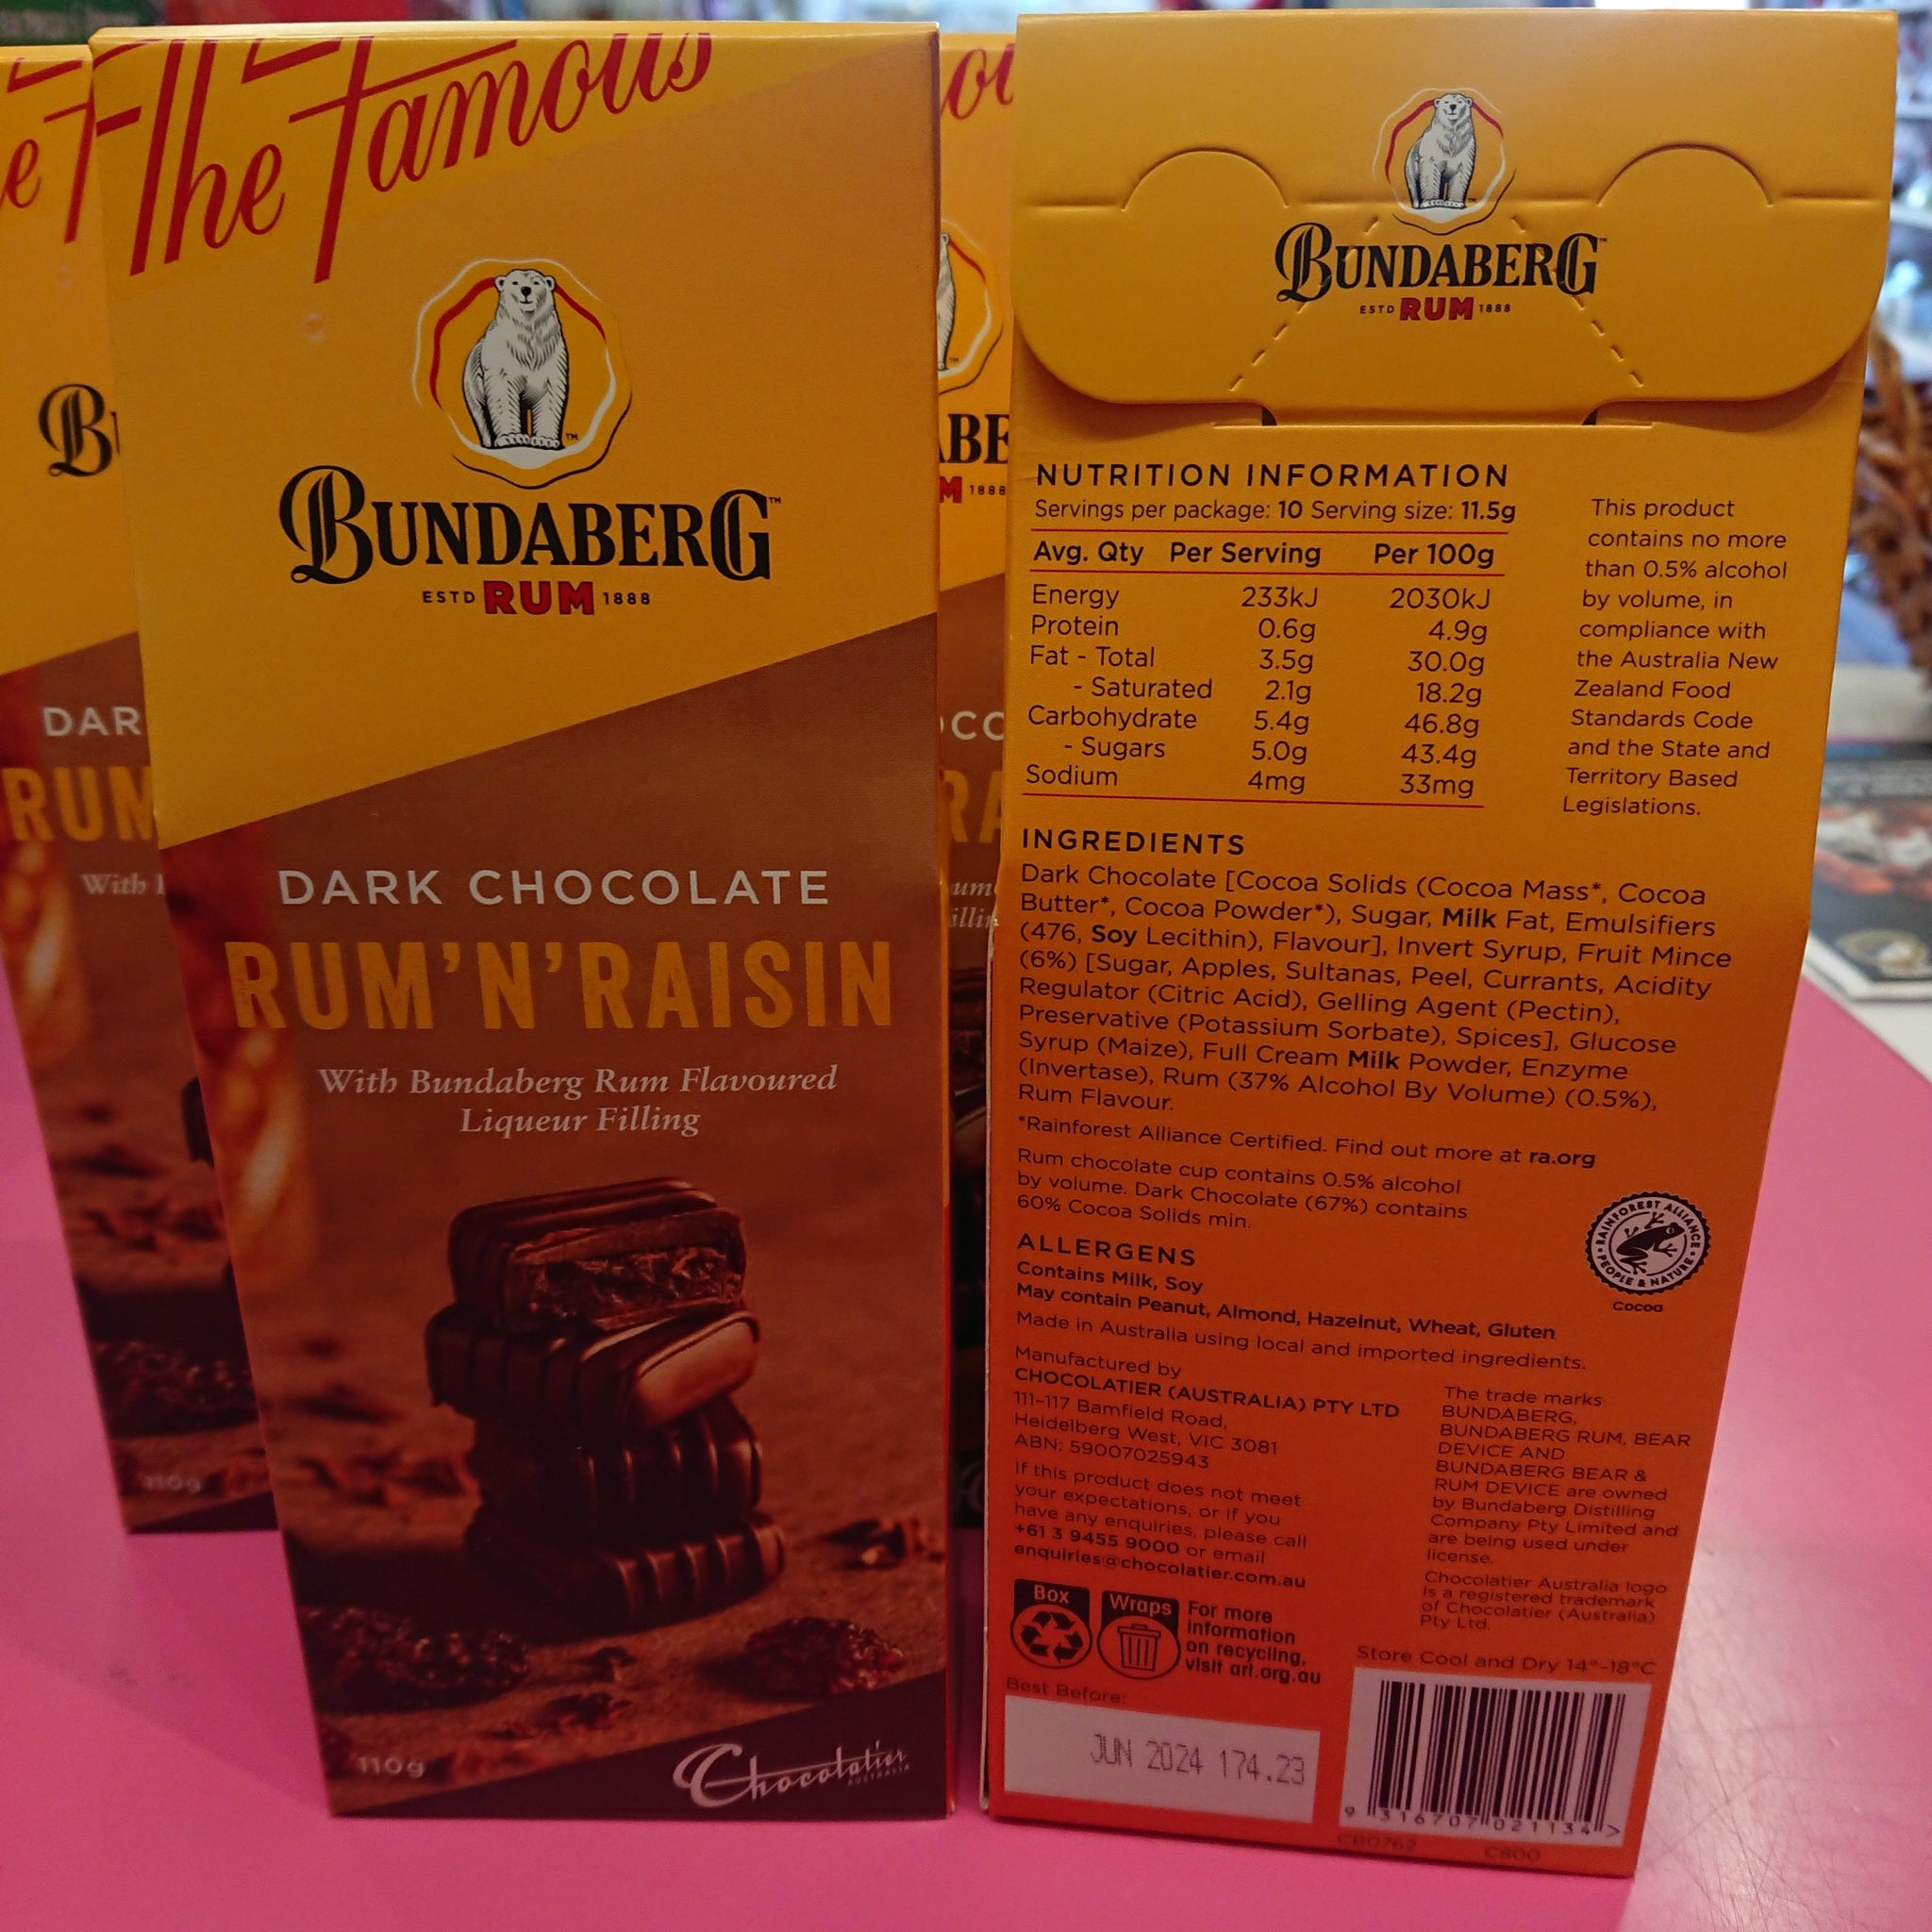 The Famous
BUNDABERG™
ESTD RUM 1888
DARK CHOCOLATE
RUM'N'RAISIN
With Bundaberg Rum Flavoured
Liqueur Filling
110g
Chocolatier
AUSTRALIA
BUNDABERG™
ESTD RUM 1888
NUTRITION INFORMATION
Servings per package: 10 Serving size: 11.5g
Avg. Qty Per Serving Per 100g
Energy 233kJ 2030kJ
Protein 0.6g 4.9g
Fat - Total 3.5g 30.0g
- Saturated 2.1g 18.2g
Carbohydrate 5.4g 46.8g
- Sugars 5.0g 43.4g
Sodium 4mg 33mg
This product
contains no more
than 0.5% alcohol
by volume, in
compliance with
the Australia New
Zealand Food
Standards Code
and the State and
Territory Based
Legislations.
INGREDIENTS
Dark Chocolate [Cocoa Solids (Cocoa Mass*, Cocoa
Butter*, Cocoa Powder*), Sugar, Milk Fat, Emulsifiers
(476, Soy Lecithin), Flavour], Invert Syrup, Fruit Mince
(6%) [Sugar, Apples, Sultanas, Peel, Currants, Acidity
Regulator (Citric Acid), Gelling Agent (Pectin),
Preservative (Potassium Sorbate), Spices], Glucose
Syrup (Maize), Full Cream Milk Powder, Enzyme
(Invertase), Rum (37% Alcohol By Volume) (0.5%),
Rum Flavour.
*Rainforest Alliance Certified. Find out more at ra.org
Rum chocolate cup contains 0.5% alcohol
by volume. Dark Chocolate (67%) contains
60% Cocoa Solids min.
RAINFOREST ALLIANCE
PEOPLE & NATURE
Cocoa
ALLERGENS
Contains Milk, Soy
May contain Peanut, Almond, Hazelnut, Wheat, Gluten
Made in Australia using local and imported ingredients.
Manufactured by
CHOCOLATIER (AUSTRALIA) PTY LTD
111-117 Bamfield Road,
Heidelberg West, VIC 3081
ABN: 59007025943
If this product does not meet
your expectations, or if you
have any enquiries, please call
+61 3 9455 9000 or email
enquiries@chocolatier.com.au
The trade marks
BUNDABERG,
BUNDABERG RUM, BEAR
DEVICE AND
BUNDABERG BEAR &
RUM DEVICE are owned
by Bundaberg Distilling
Company Pty Limited and
are being used under
license.
Chocolatier Australia logo
is a registered trademark
of Chocolatier (Australia)
Pty Ltd.
Box
Wraps
For more
information
on recycling,
visit arl.org.au
Store Cool and Dry 14°-18°C
Best Before:
JUN 2024 174.23
9 316707 021134 >
CB0762 C800